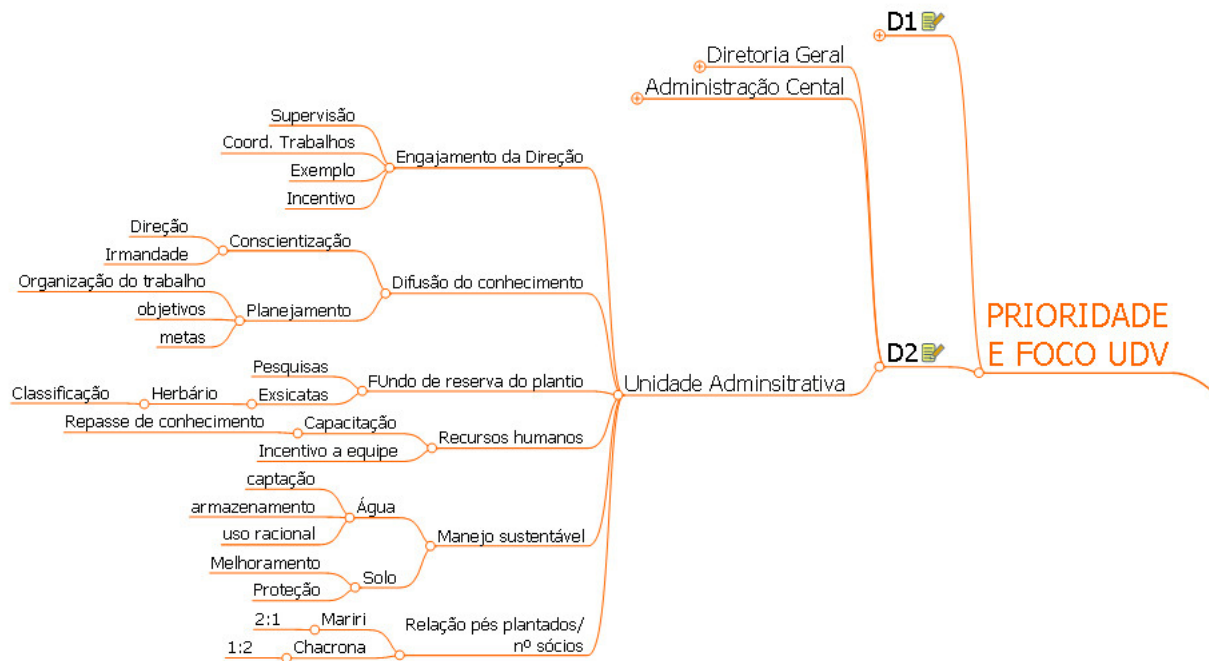 D1
Diretoria Geral
Administração Cental
Supervisão
Coord. Trabalhos
Engajamento da Direção
Exemplo
Incentivo
Direção
Conscientização
Irmandade
Organização do trabalho
Difusão do conhecimento
objetivos
Planejamento
metas
PRIORIDADE
E FOCO UDV
D2
Pesquisas
FUndo de reserva do plantio
Unidade Adminsitrativa
Classificação
Herbário
Exsicatas
Repasse de conhecimento
Capacitação
Recursos humanos
Incentivo a equipe
captação
armazenamento
Água
uso racional
Manejo sustentável
Melhoramento
Solo
Proteção
2:1
Mariri
Relação pés plantados/
nº sócios
1:2
Chacrona